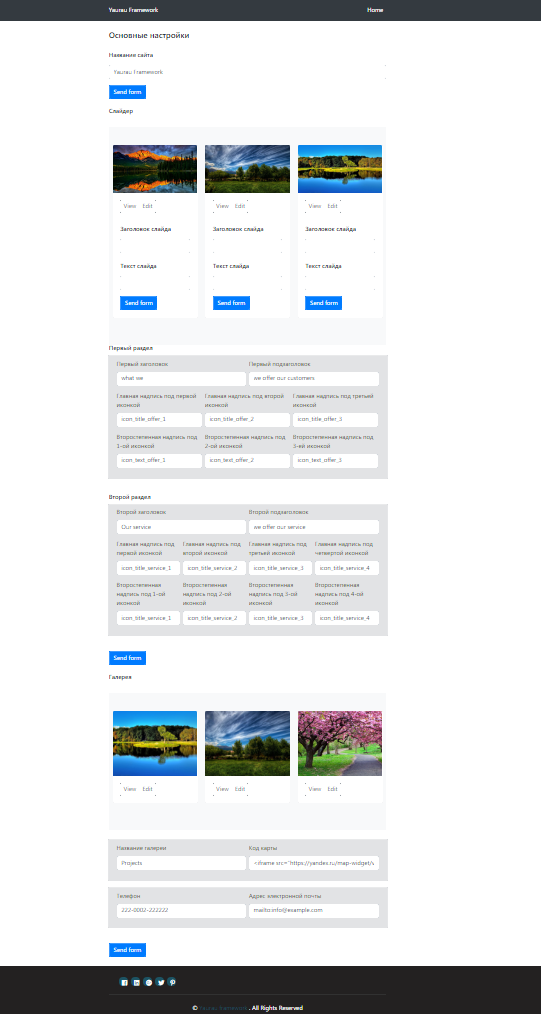 Yaurau Framework Home
Основные настройки
Название сайта
Yaurau Framework
Send form
Слайдер
View Edit View Edit View Edit
Заголовок слайда Заголовок слайда Заголовок слайда
Текст слайда Текст слайда Текст слайда
Send form Send form Send form
Первый раздел
Первый заголовок Первый подзаголовок
what we we offer our customers
Главная надпись под первой Главная надпись под второй Главная надпись под третьей
иконкой иконкой иконкой
icon_title_offer_1 icon_title_offer_2 icon_title_offer_3
Второстепенная надпись под Второстепенная надпись под Второстепенная надпись под
1-ой иконкой 2-ой иконкой 3-ей иконкой
icon_text_offer_1 icon_text_offer_2 icon_text_offer_3
Второй раздел
Второй заголовок Второй подзаголовок
Our service we offer our service
Главная надпись под Главная надпись под Главная надпись под Главная надпись под
первой иконкой второй иконкой третьей иконкой четвертой иконкой
icon_title_service_1 icon_title_service_2 icon_title_service_3 icon_title_service_4
Второстепенная Второстепенная Второстепенная Второстепенная
надпись под 1-ой надпись под 2-ой надпись под 3-ой надпись под 4-ой
иконкой иконкой иконкой иконкой
icon_title_service_1 icon_title_service_2 icon_title_service_3 icon_title_service_4
Send form
Галерея
View Edit View Edit View Edit
Название галереи Код карты
Projects <iframe src="https://yandex.ru/map-widget/v
Телефон Адрес электронной почты
222-0002-222222 mailto:info@example.com
Send form
© Yaurau framework . All Rights Reserved